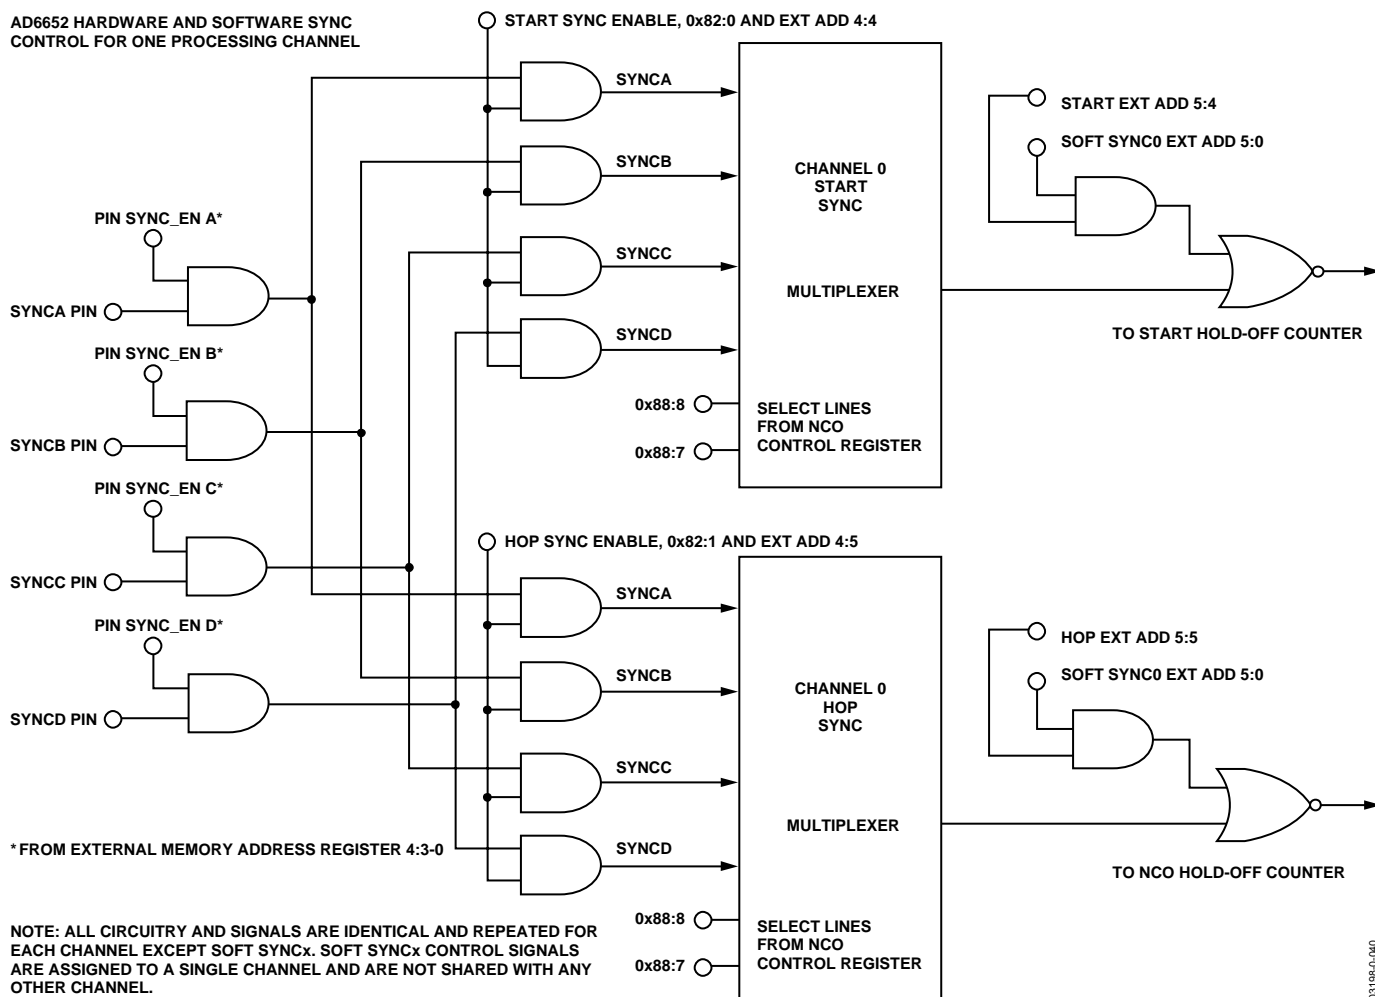 AD6652 HARDWARE AND SOFTWARE SYNC
CONTROL FOR ONE PROCESSING CHANNEL
START SYNC ENABLE, 0x82:0 AND EXT ADD 4:4
SYNCA
SYNCB
SYNCC
SYNCD
CHANNEL 0
START
SYNC
MULTIPLEXER
0x88:8
0x88:7
SELECT LINES
FROM NCO
CONTROL REGISTER
START EXT ADD 5:4
SOFT SYNC0 EXT ADD 5:0
TO START HOLD-OFF COUNTER
PIN SYNC_EN A*
SYNCA PIN
PIN SYNC_EN B*
SYNCB PIN
PIN SYNC_EN C*
SYNCC PIN
PIN SYNC_EN D*
SYNCD PIN
HOP SYNC ENABLE, 0x82:1 AND EXT ADD 4:5
SYNCA
SYNCB
SYNCC
SYNCD
CHANNEL 0
HOP
SYNC
MULTIPLEXER
0x88:8
0x88:7
SELECT LINES
FROM NCO
CONTROL REGISTER
HOP EXT ADD 5:5
SOFT SYNC0 EXT ADD 5:0
TO NCO HOLD-OFF COUNTER
*FROM EXTERNAL MEMORY ADDRESS REGISTER 4:3-0
NOTE: ALL CIRCUITRY AND SIGNALS ARE IDENTICAL AND REPEATED FOR
EACH CHANNEL EXCEPT SOFT SYNCx. SOFT SYNCx CONTROL SIGNALS
ARE ASSIGNED TO A SINGLE CHANNEL AND ARE NOT SHARED WITH ANY
OTHER CHANNEL.
03198-0-040